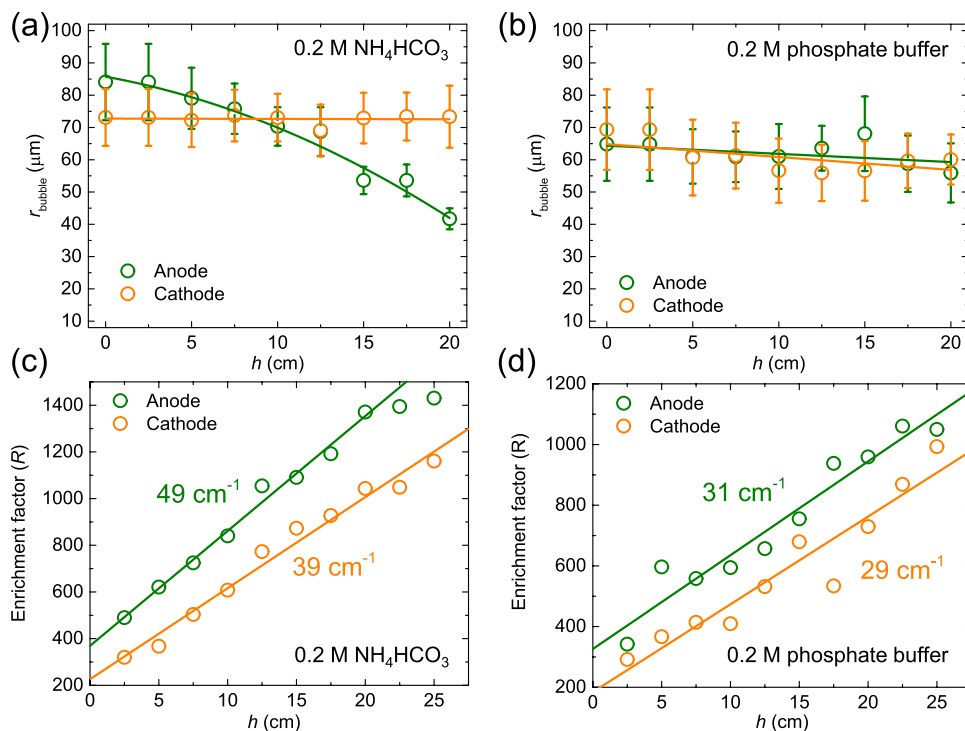 (a)
0.2 M NH₄HCO₃
100
90
80
70
60
50
40
30
20
10
r_bubble (μm)
Anode
Cathode
0 5 10 15 20
h (cm)
(b)
0.2 M phosphate buffer
100
90
80
70
60
50
40
30
20
10
r_bubble (μm)
Anode
Cathode
0 5 10 15 20
h (cm)
(c)
Anode
Cathode
1400
1200
1000
800
600
400
200
Enrichment factor (R)
49 cm⁻¹
39 cm⁻¹
0.2 M NH₄HCO₃
0 5 10 15 20 25
h (cm)
(d)
Anode
Cathode
1200
1000
800
600
400
200
Enrichment factor (R)
31 cm⁻¹
29 cm⁻¹
0.2 M phosphate buffer
0 5 10 15 20 25
h (cm)